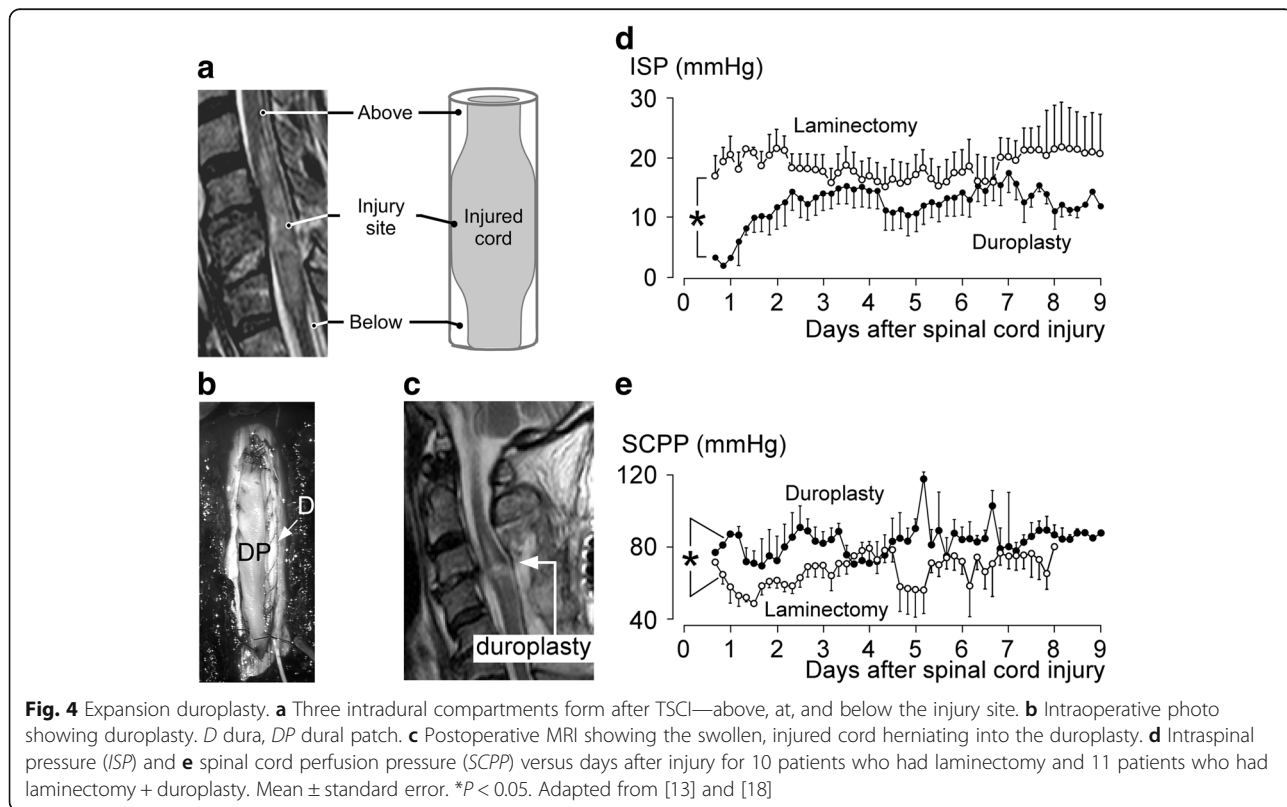 a
Above
Injury
site
Injured
cord
Below
b
D
DP
c
duroplasty
d
ISP (mmHg)
30
20
10
0
Laminectomy
*
Duroplasty
0 1 2 3 4 5 6 7 8 9
Days after spinal cord injury
e
SCPP (mmHg)
120
80
40
Duroplasty
*
Laminectomy
0 1 2 3 4 5 6 7 8 9
Days after spinal cord injury
Fig. 4 Expansion duroplasty. a Three intradural compartments form after TSCI—above, at, and below the injury site. b Intraoperative photo
showing duroplasty. D dura, DP dural patch. c Postoperative MRI showing the swollen, injured cord herniating into the duroplasty. d Intraspinal
pressure (ISP) and e spinal cord perfusion pressure (SCPP) versus days after injury for 10 patients who had laminectomy and 11 patients who had
laminectomy + duroplasty. Mean ± standard error. *P < 0.05. Adapted from [13] and [18]